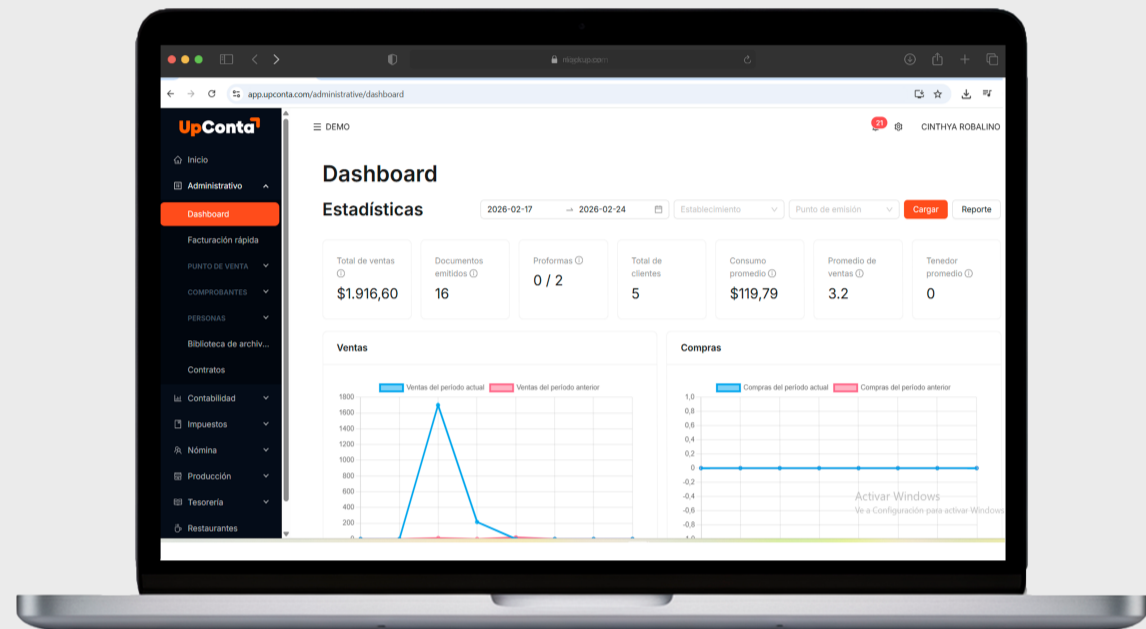 app.upconta.com/administrative/dashboard
UpConta
Inicio
Administrativo
Dashboard
Facturación rápida
PUNTO DE VENTA
COMPROBANTES
PERSONAS
Biblioteca de archiv...
Contratos
Contabilidad
Impuestos
Nómina
Producción
Tesorería
Restaurantes
DEMO
21
CINTHYA ROBALINO
Dashboard
Estadísticas
2026-02-17 → 2026-02-24
Establecimiento
Punto de emisión
Cargar
Reporte
Total de ventas
$1.916,60
Documentos
emitidos
16
Proformas
0 / 2
Total de
clientes
5
Consumo
promedio
$119,79
Promedio de
ventas
3.2
Tenedor
promedio
0
Ventas
Ventas del periodo actual Ventas del periodo anterior
1800
1600
1400
1200
1000
800
600
400
200
Compras
Compras del periodo actual Compras del periodo anterior
1,0
0,8
0,6
0,4
0,2
0
-0,2
-0,4
-0,6
-0,8
Activar Windows
Ve a Configuración para activar Windows